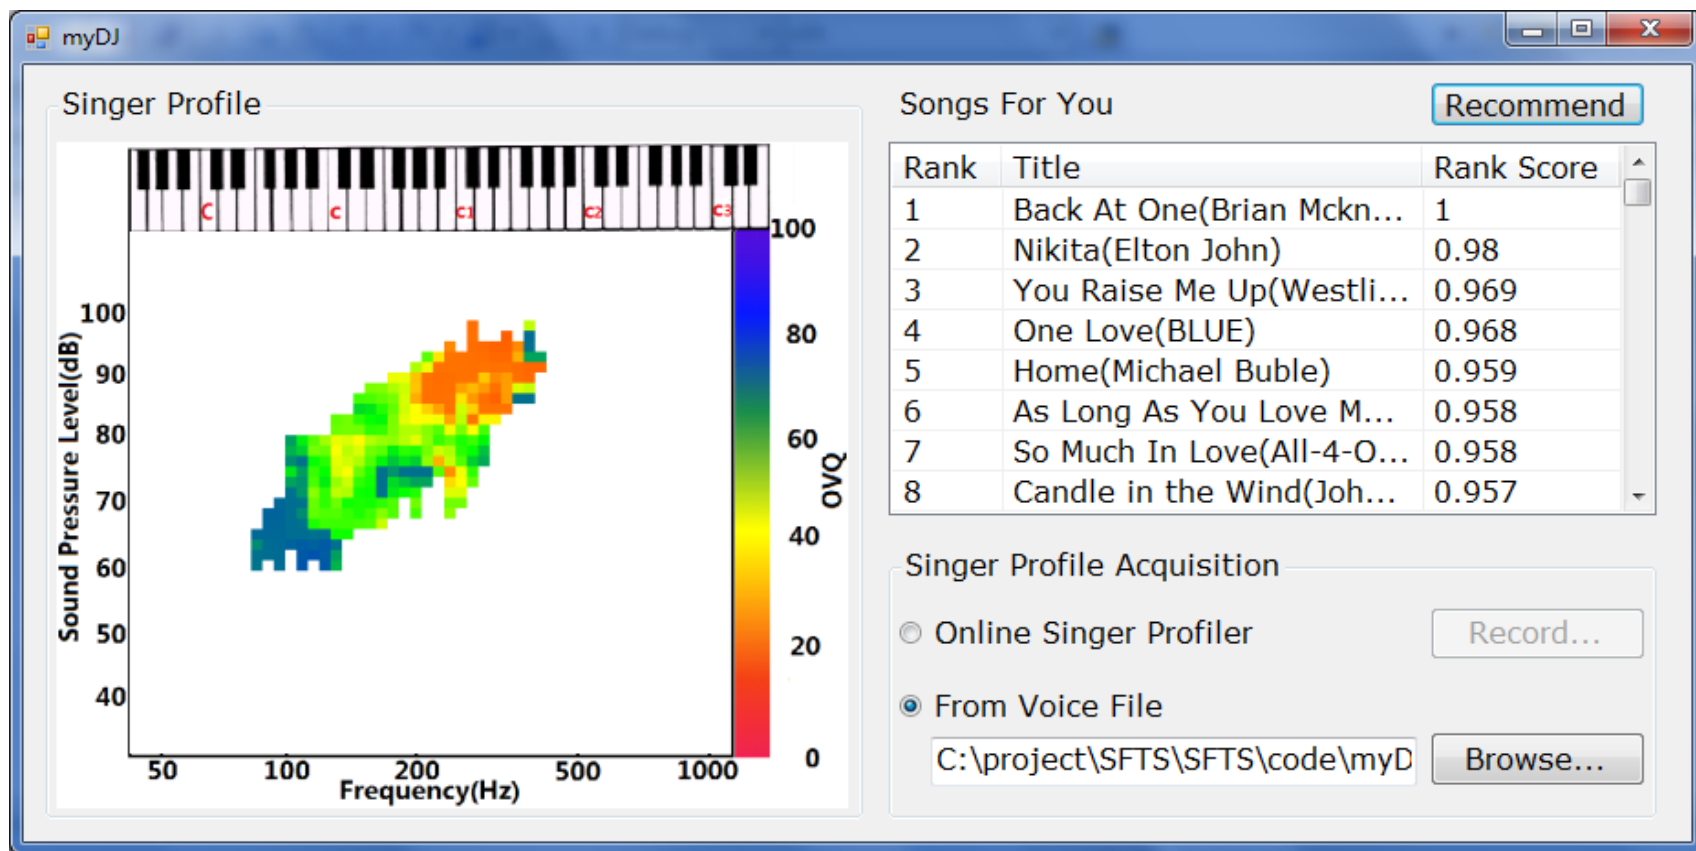 myDJ
Singer Profile
C C C1 C2 C3
100
80
60
40
20
0
OVQ
100
90
80
70
60
50
40
Sound Pressure Level(dB)
50 100 200 500 1000
Frequency(Hz)
Songs For You Recommend
Rank Title Rank Score
1 Back At One(Brian Mckn... 1
2 Nikita(Elton John) 0.98
3 You Raise Me Up(Westli... 0.969
4 One Love(BLUE) 0.968
5 Home(Michael Buble) 0.959
6 As Long As You Love M... 0.958
7 So Much In Love(All-4-O... 0.958
8 Candle in the Wind(Joh... 0.957
Singer Profile Acquisition
Online Singer Profiler Record...
From Voice File
C:\project\SFTS\SFTS\code\myD Browse...